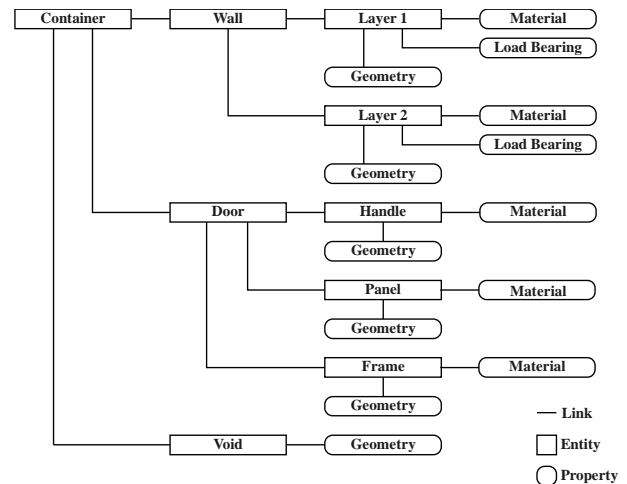 Container Wall Layer 1 Material
Load Bearing
Geometry
Layer 2 Material
Load Bearing
Geometry
Door Handle Material
Geometry
Panel Material
Geometry
Frame Material
Geometry
Void Geometry
Link
Entity
Property